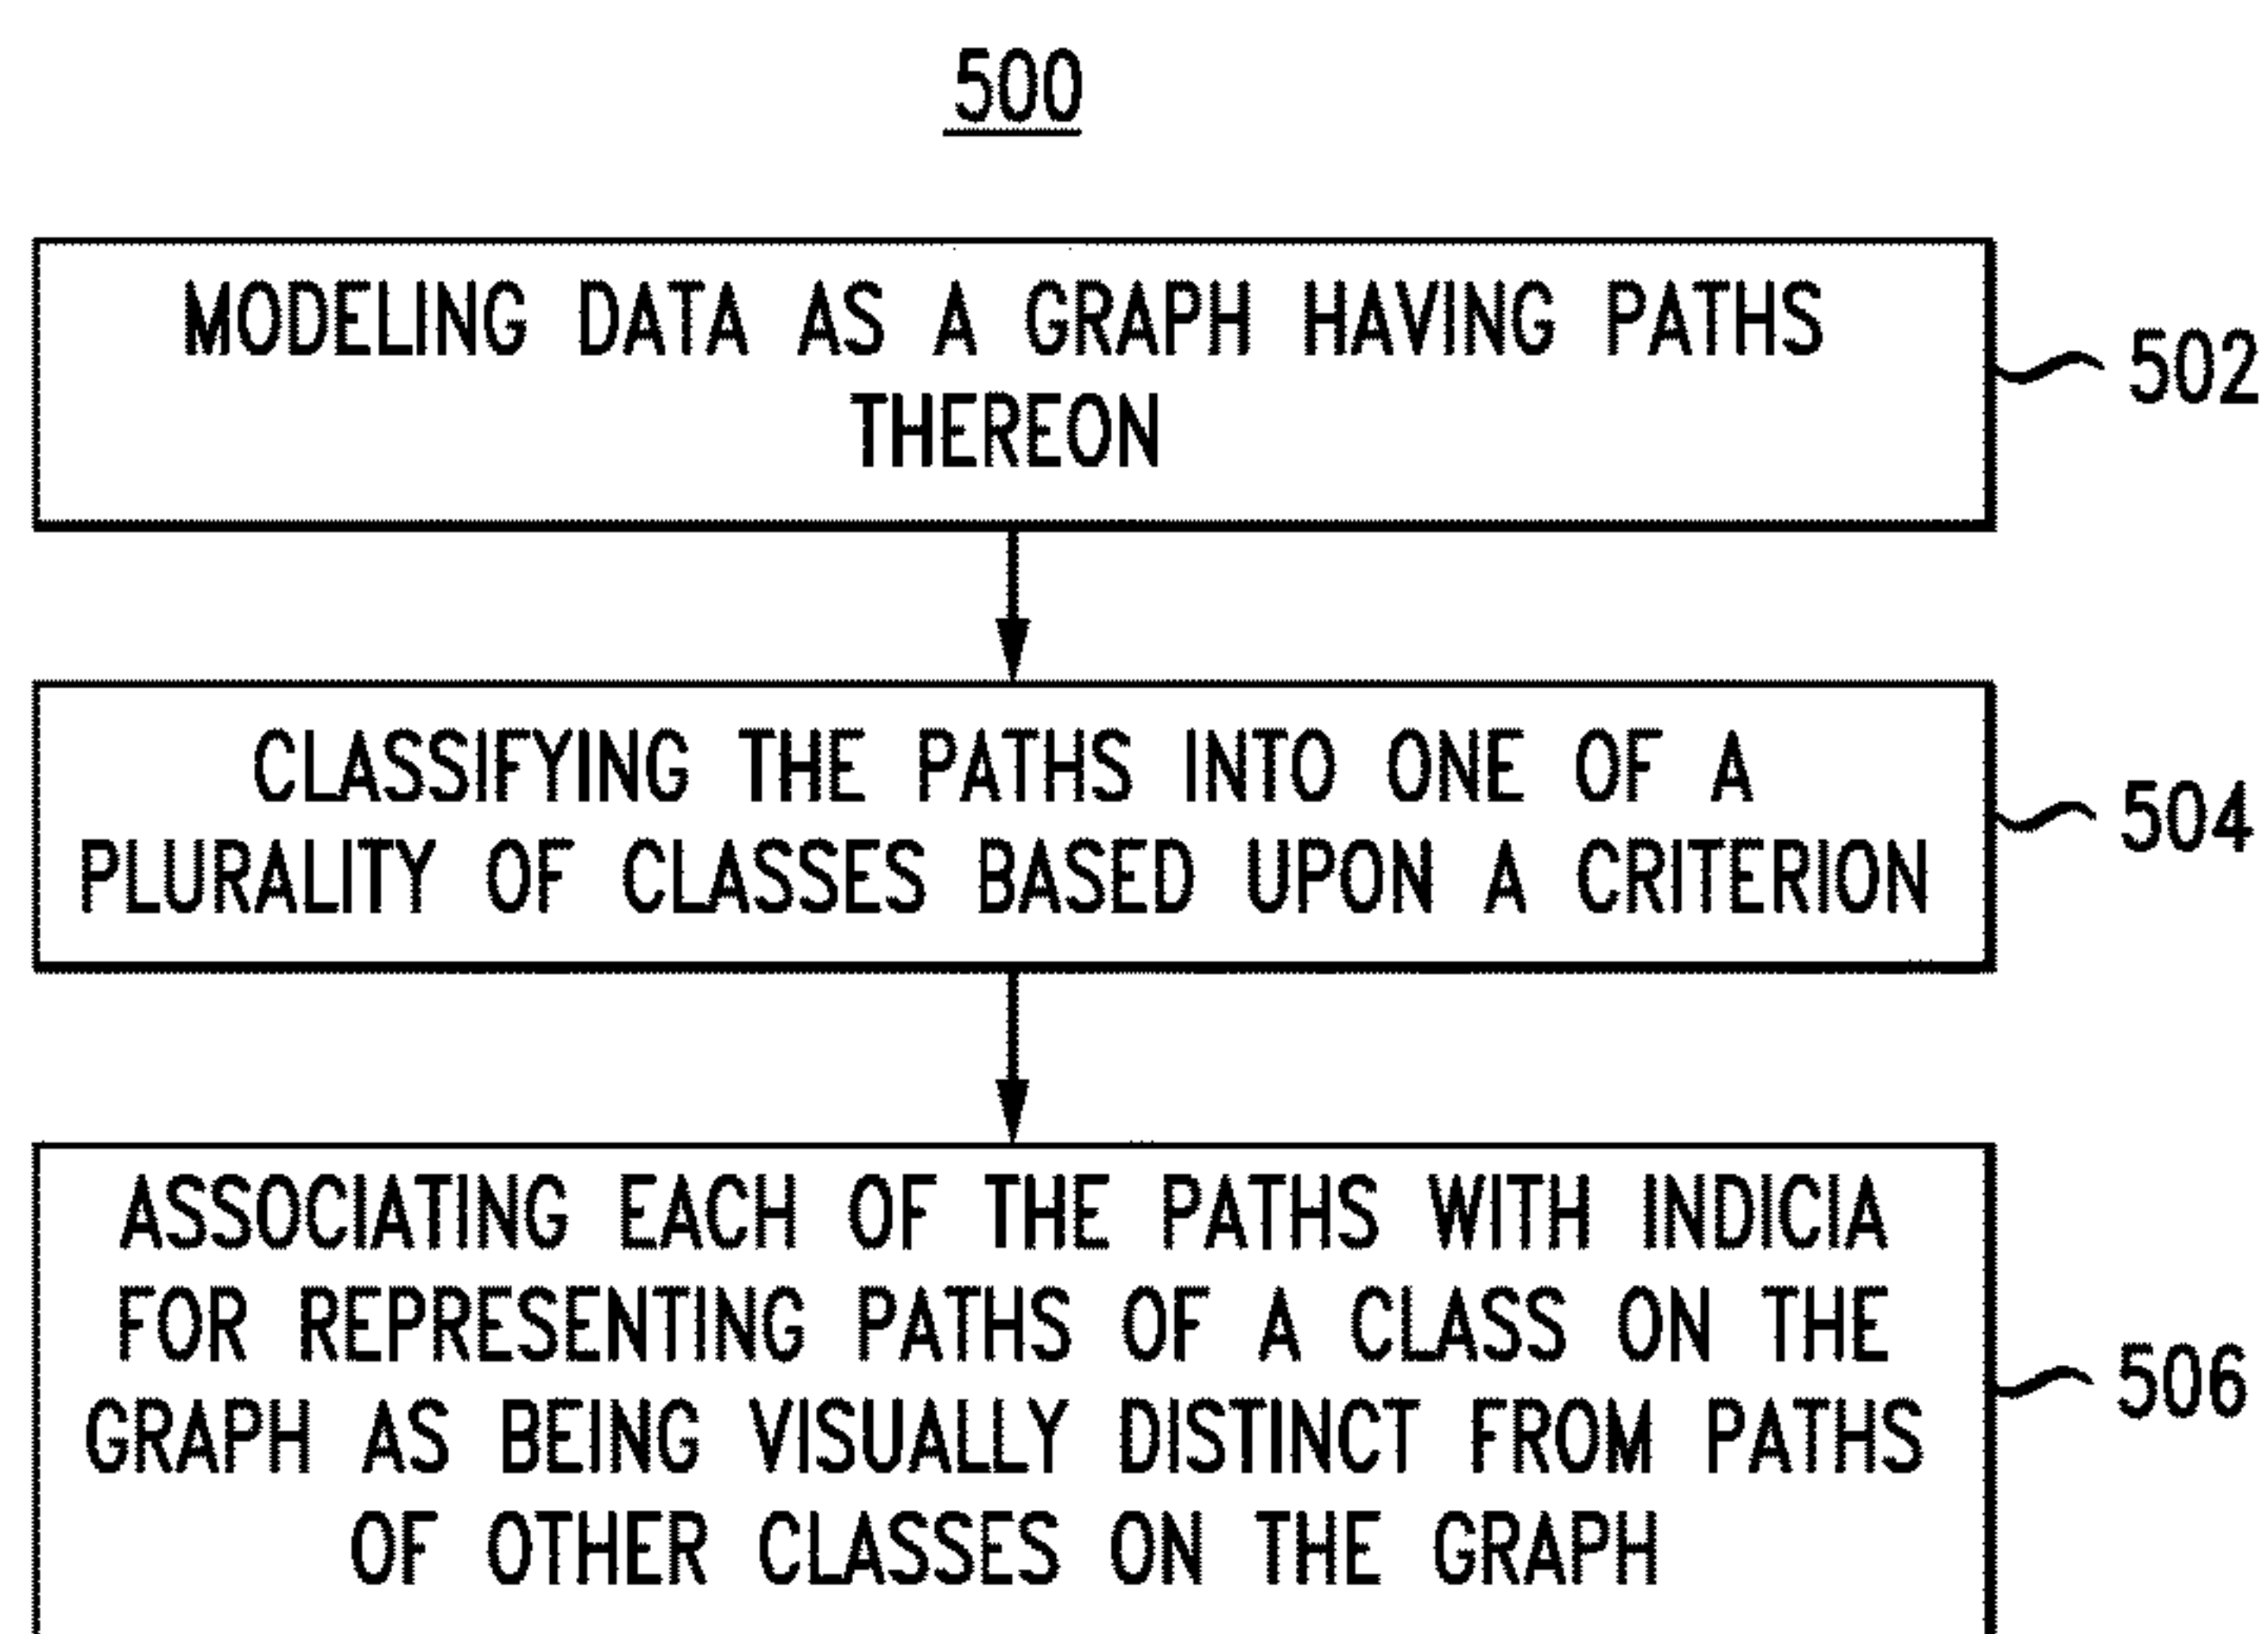 500
MODELING DATA AS A GRAPH HAVING PATHS
THEREON
502
CLASSIFYING THE PATHS INTO ONE OF A
PLURALITY OF CLASSES BASED UPON A CRITERION
504
ASSOCIATING EACH OF THE PATHS WITH INDICIA
FOR REPRESENTING PATHS OF A CLASS ON THE
GRAPH AS BEING VISUALLY DISTINCT FROM PATHS
OF OTHER CLASSES ON THE GRAPH
506